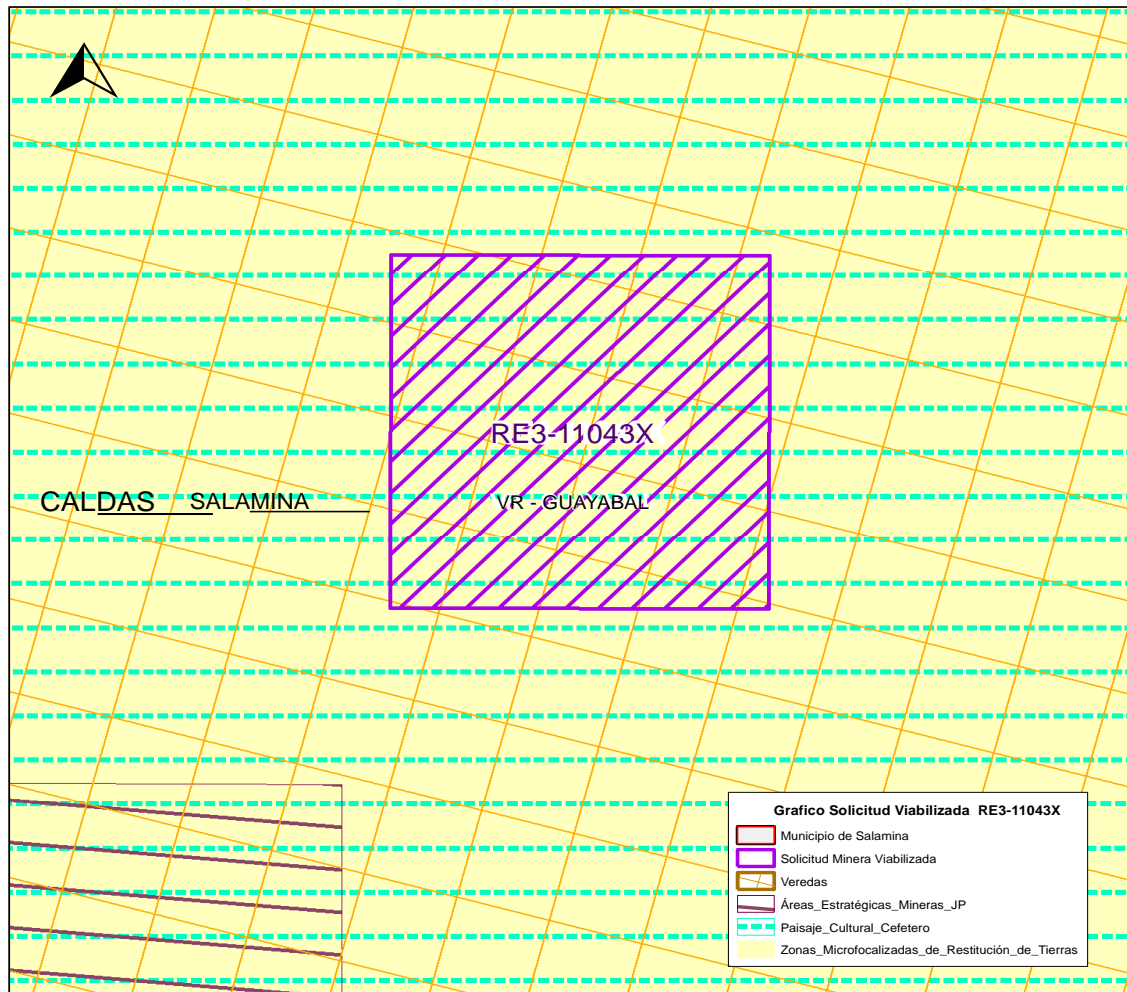 RE3-11043X
CALDAS SALAMINA
VR - GUAYABAL
Grafico Solicitud Viabilizada RE3-11043X
Municipio de Salamina
Solicitud Minera Viabilizada
Veredas
Áreas_Estratégicas_Mineras_JP
Paisaje_Cultural_Cefetero
Zonas_Microfocalizadas_de_Restitución_de_Tierras